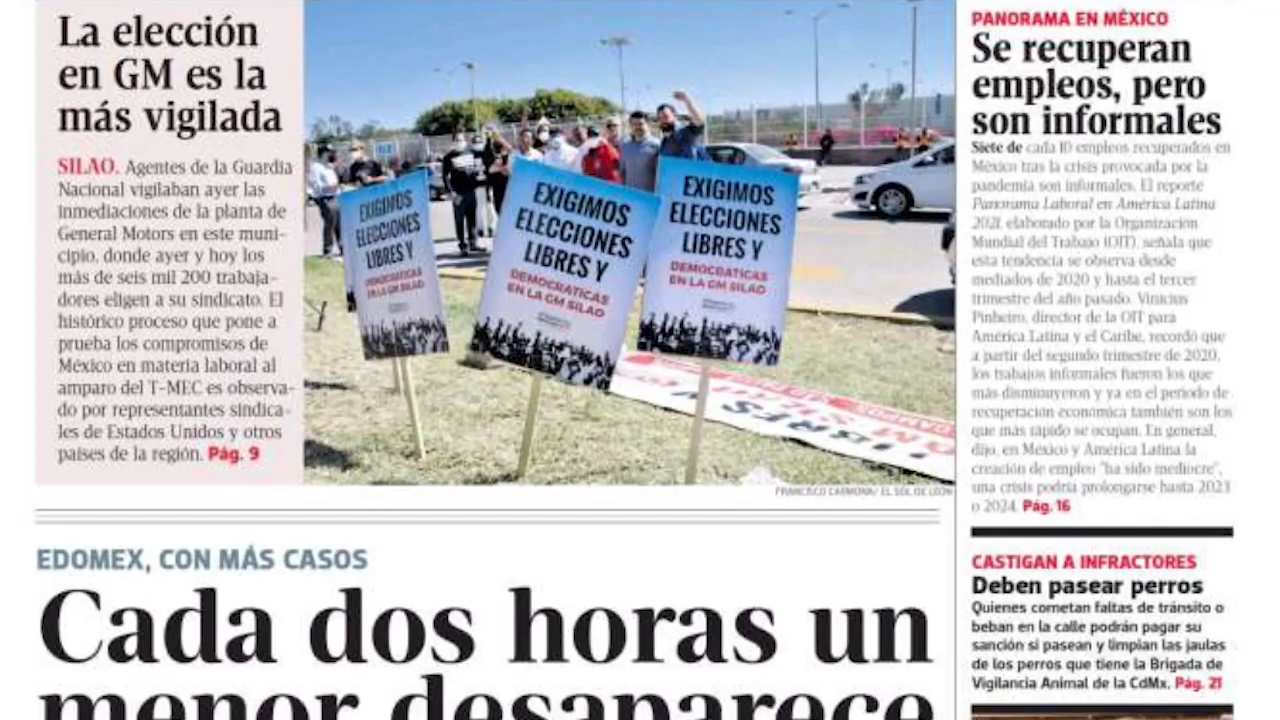 La elección
en GM es la
más vigilada
SILAO. Agentes de la Guardia
Nacional vigilaban ayer las
inmediaciones de la planta de
General Motors en este muni-
cipio, donde ayer y hoy los
más de seis mil 200 trabaja-
dores eligen a su sindicato. El
histórico proceso que pone a
prueba los compromisos de
México en materia laboral al
amparo del T-MEC es observa-
do por representantes sindica-
les de Estados Unidos y otros
países de la región. Pág. 9
EXIGIMOS
ELECCIONES
LIBRES Y
DEMOCRATICAS
EN LA GM SILAO
EXIGIMOS
ELECCIONES
LIBRES Y
DEMOCRATICAS
EN LA GM SILAO
EXIGIMOS
ELECCIONES
LIBRES Y
DEMOCRATICAS
EN LA GM SILAO
FRANCISCO CARMONA/ EL SOL DE LEÓN
EDOMEX, CON MÁS CASOS
Cada dos horas un
menor desaparece
PANORAMA EN MÉXICO
Se recuperan
empleos, pero
son informales
Siete de cada 10 empleos recuperados en
México tras la crisis provocada por la
pandemia son informales. El reporte
Panorama Laboral en América Latina
2021, elaborado por la Organización
Mundial del Trabajo (OIT), señala que
esta tendencia se observa desde
mediados de 2020 y hasta el tercer
trimestre del año pasado. Vinícius
Pinheiro, director de la OIT para
América Latina y el Caribe, recordó que
a partir del segundo trimestre de 2020,
los trabajos informales fueron los que
más disminuyeron y ya en el periodo de
recuperación económica también son los
que más rápido se ocupan. En general,
dijo, en México y América Latina la
creación de empleo "ha sido mediocre",
una crisis podría prolongarse hasta 2023
o 2024. Pág. 16
CASTIGAN A INFRACTORES
Deben pasear perros
Quienes cometan faltas de tránsito o
beban en la calle podrán pagar su
sanción si pasean y limpian las jaulas
de los perros que tiene la Brigada de
Vigilancia Animal de la CdMx. Pág. 21